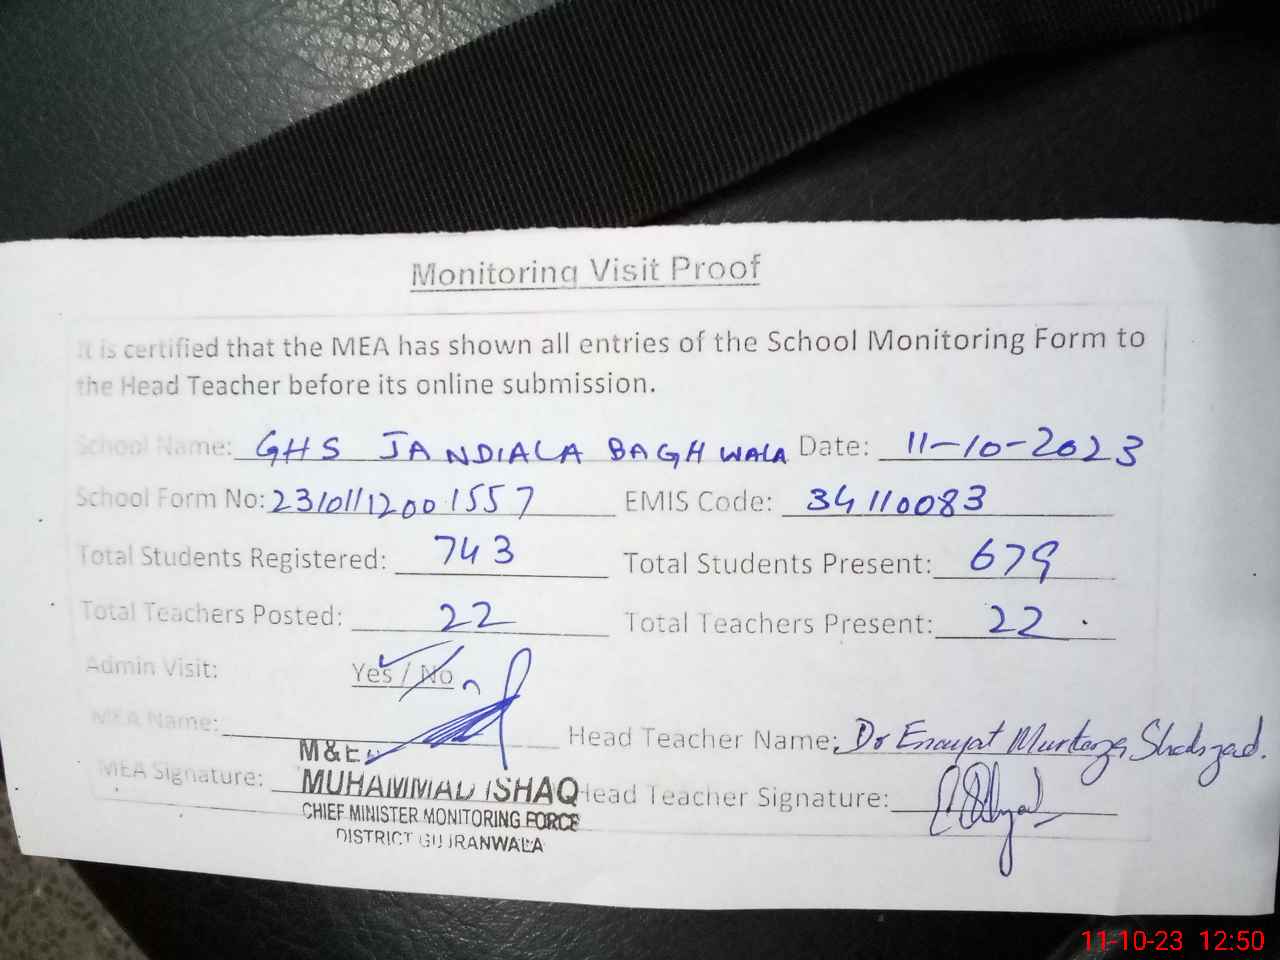 Monitoring Visit Proof
It is certified that the MEA has shown all entries of the School Monitoring Form to
the Head Teacher before its online submission.
School Name: GHS JANDIALA BAGHWALA Date: 11-10-2023
School Form No: 23101112001557 EMIS Code: 34110083
Total Students Registered: 743 Total Students Present: 679
Total Teachers Posted: 22 Total Teachers Present: 22
Admin Visit: Yes / No
MEA Name: Head Teacher Name: Dr Enayat Murtaza Shahzad.
M&E
MEA Signature: MUHAMMAD ISHAQ Head Teacher Signature:
CHIEF MINISTER MONITORING FORCE
DISTRICT GUJRANWALA
11-10-23 12:50